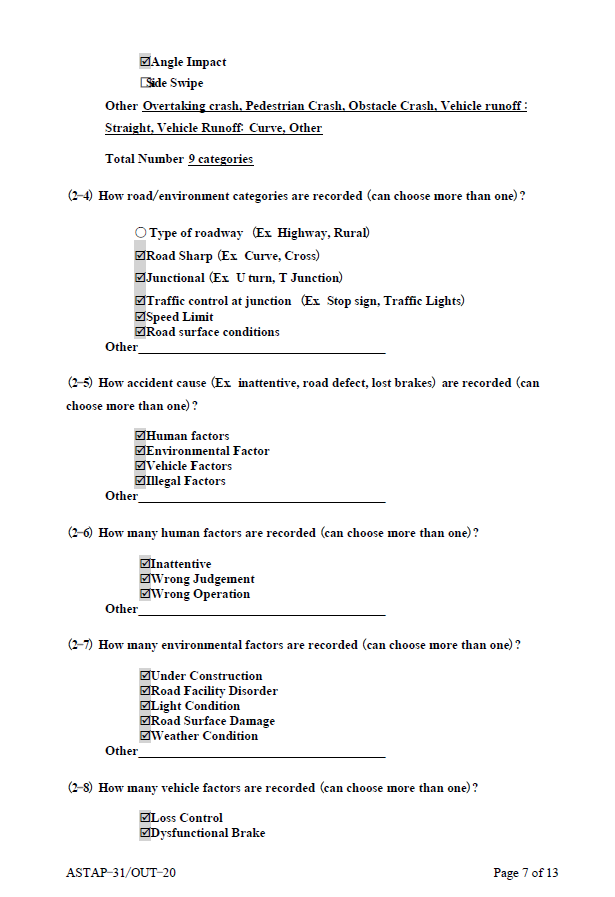 ☑Angle Impact
☐Side Swipe
Other Overtaking crash, Pedestrian Crash, Obstacle Crash, Vehicle runoff :
Straight, Vehicle Runoff: Curve, Other
Total Number 9 categories
(2-4) How road/environment categories are recorded (can choose more than one)?
○ Type of roadway (Ex. Highway, Rural)
☑Road Sharp (Ex. Curve, Cross)
☑Junctional (Ex. U turn, T Junction)
☑Traffic control at junction (Ex. Stop sign, Traffic Lights)
☑Speed Limit
☑Road surface conditions
Other
(2-5) How accident cause (Ex. inattentive, road defect, lost brakes) are recorded (can
choose more than one)?
☑Human factors
☑Environmental Factor
☑Vehicle Factors
☑Illegal Factors
Other
(2-6) How many human factors are recorded (can choose more than one)?
☑Inattentive
☑Wrong Judgement
☑Wrong Operation
Other
(2-7) How many environmental factors are recorded (can choose more than one)?
☑Under Construction
☑Road Facility Disorder
☑Light Condition
☑Road Surface Damage
☑Weather Condition
Other
(2-8) How many vehicle factors are recorded (can choose more than one)?
☑Loss Control
☑Dysfunctional Brake
ASTAP-31/OUT-20 Page 7 of 13